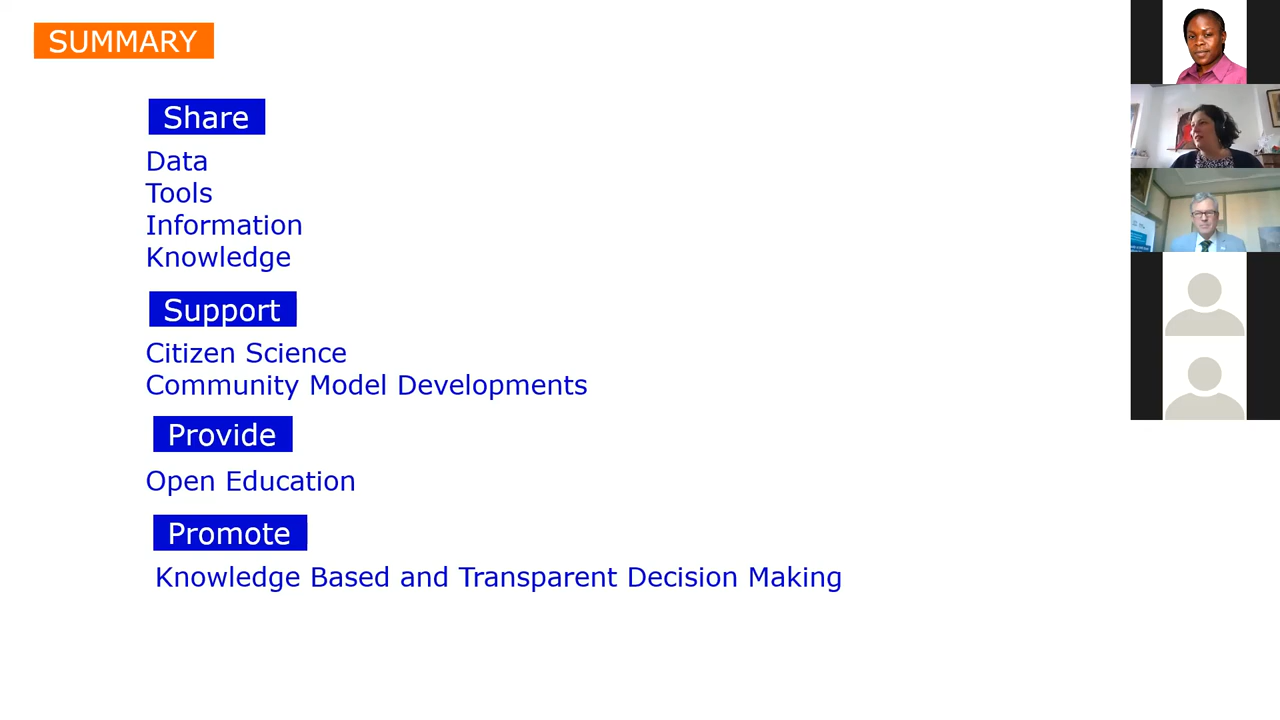 SUMMARY
Share
Data
Tools
Information
Knowledge
Support
Citizen Science
Community Model Developments
Provide
Open Education
Promote
Knowledge Based and Transparent Decision Making